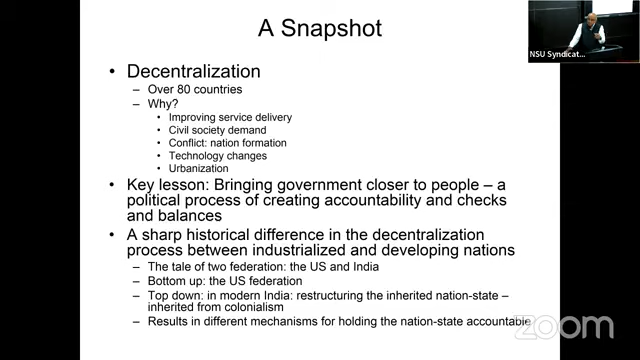 A Snapshot
NSU Syndicat...
• Decentralization
– Over 80 countries
– Why?
• Improving service delivery
• Civil society demand
• Conflict: nation formation
• Technology changes
• Urbanization
• Key lesson: Bringing government closer to people – a
political process of creating accountability and checks
and balances
• A sharp historical difference in the decentralization
process between industrialized and developing nations
– The tale of two federation: the US and India
– Bottom up: the US federation
– Top down: in modern India: restructuring the inherited nation-state –
inherited from colonialism
– Results in different mechanisms for holding the nation-state accountable
zoom